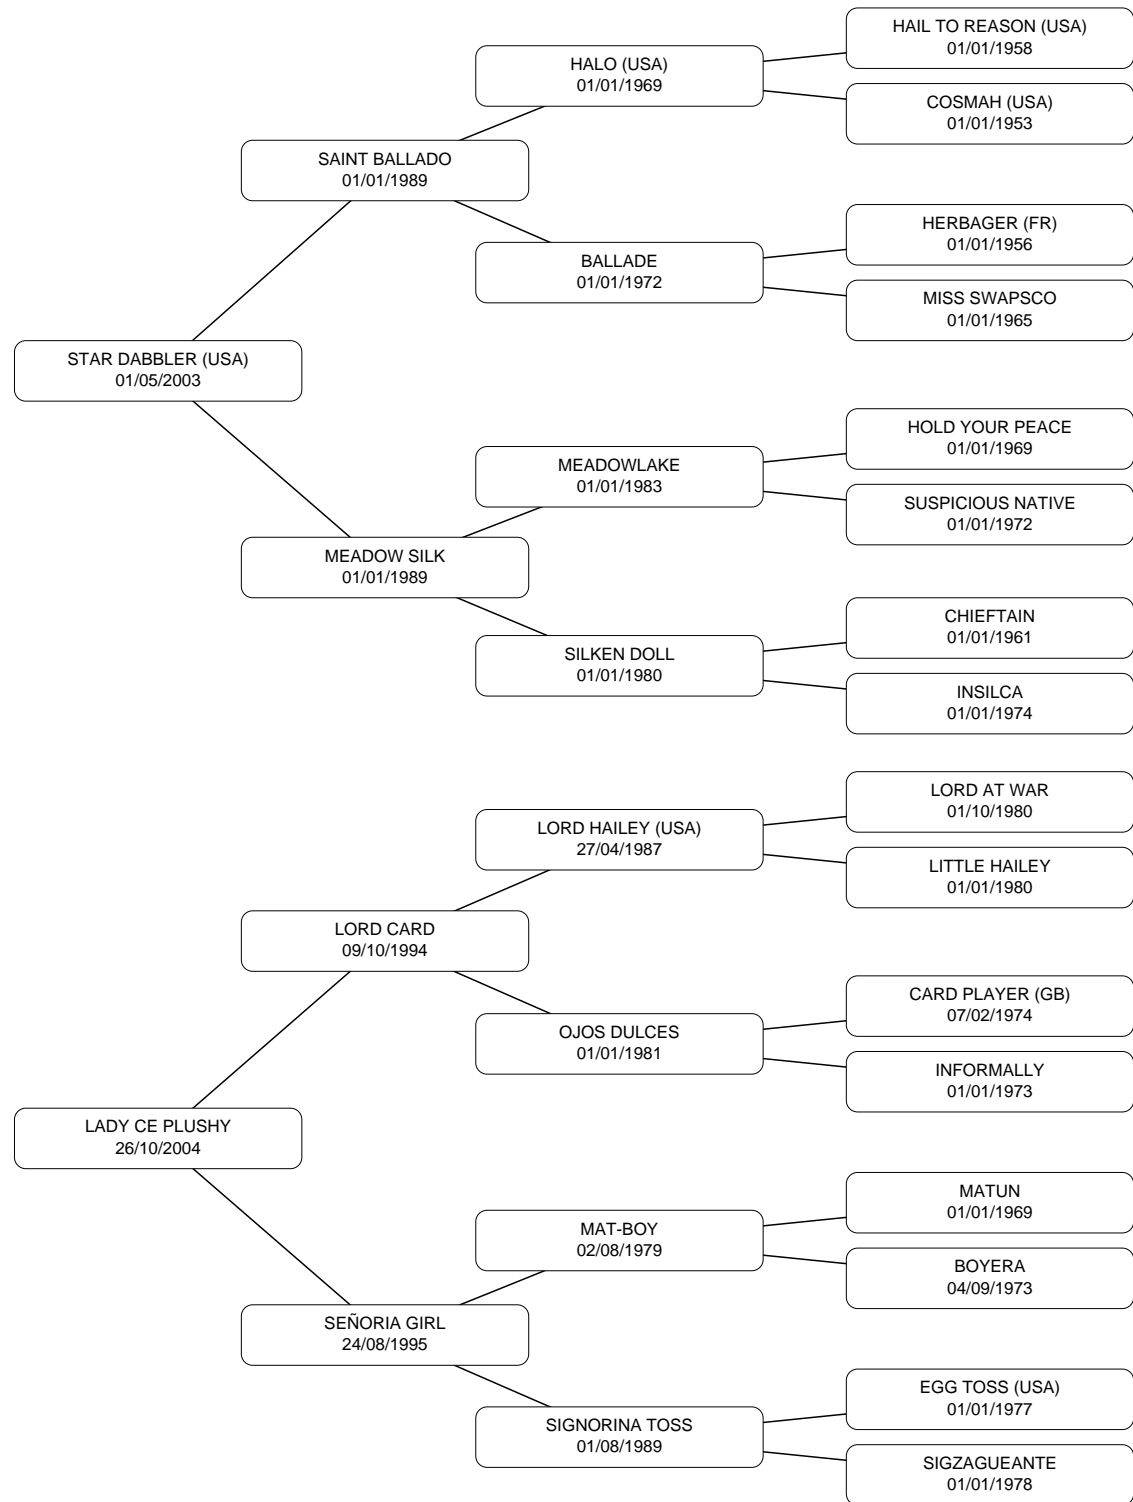 HAIL TO REASON (USA)
01/01/1958
HALO (USA)
01/01/1969
COSMAH (USA)
01/01/1953
SAINT BALLADO
01/01/1989
HERBAGER (FR)
01/01/1956
BALLADE
01/01/1972
MISS SWAPSCO
01/01/1965
STAR DABBLER (USA)
01/05/2003
HOLD YOUR PEACE
01/01/1969
MEADOWLAKE
01/01/1983
SUSPICIOUS NATIVE
01/01/1972
MEADOW SILK
01/01/1989
CHIEFTAIN
01/01/1961
SILKEN DOLL
01/01/1980
INSILCA
01/01/1974
LORD AT WAR
01/10/1980
LORD HAILEY (USA)
27/04/1987
LITTLE HAILEY
01/01/1980
LORD CARD
09/10/1994
CARD PLAYER (GB)
07/02/1974
OJOS DULCES
01/01/1981
INFORMALLY
01/01/1973
LADY CE PLUSHY
26/10/2004
MATUN
01/01/1969
MAT-BOY
02/08/1979
BOYERA
04/09/1973
SEÑORIA GIRL
24/08/1995
EGG TOSS (USA)
01/01/1977
SIGNORINA TOSS
01/08/1989
SIGZAGUEANTE
01/01/1978